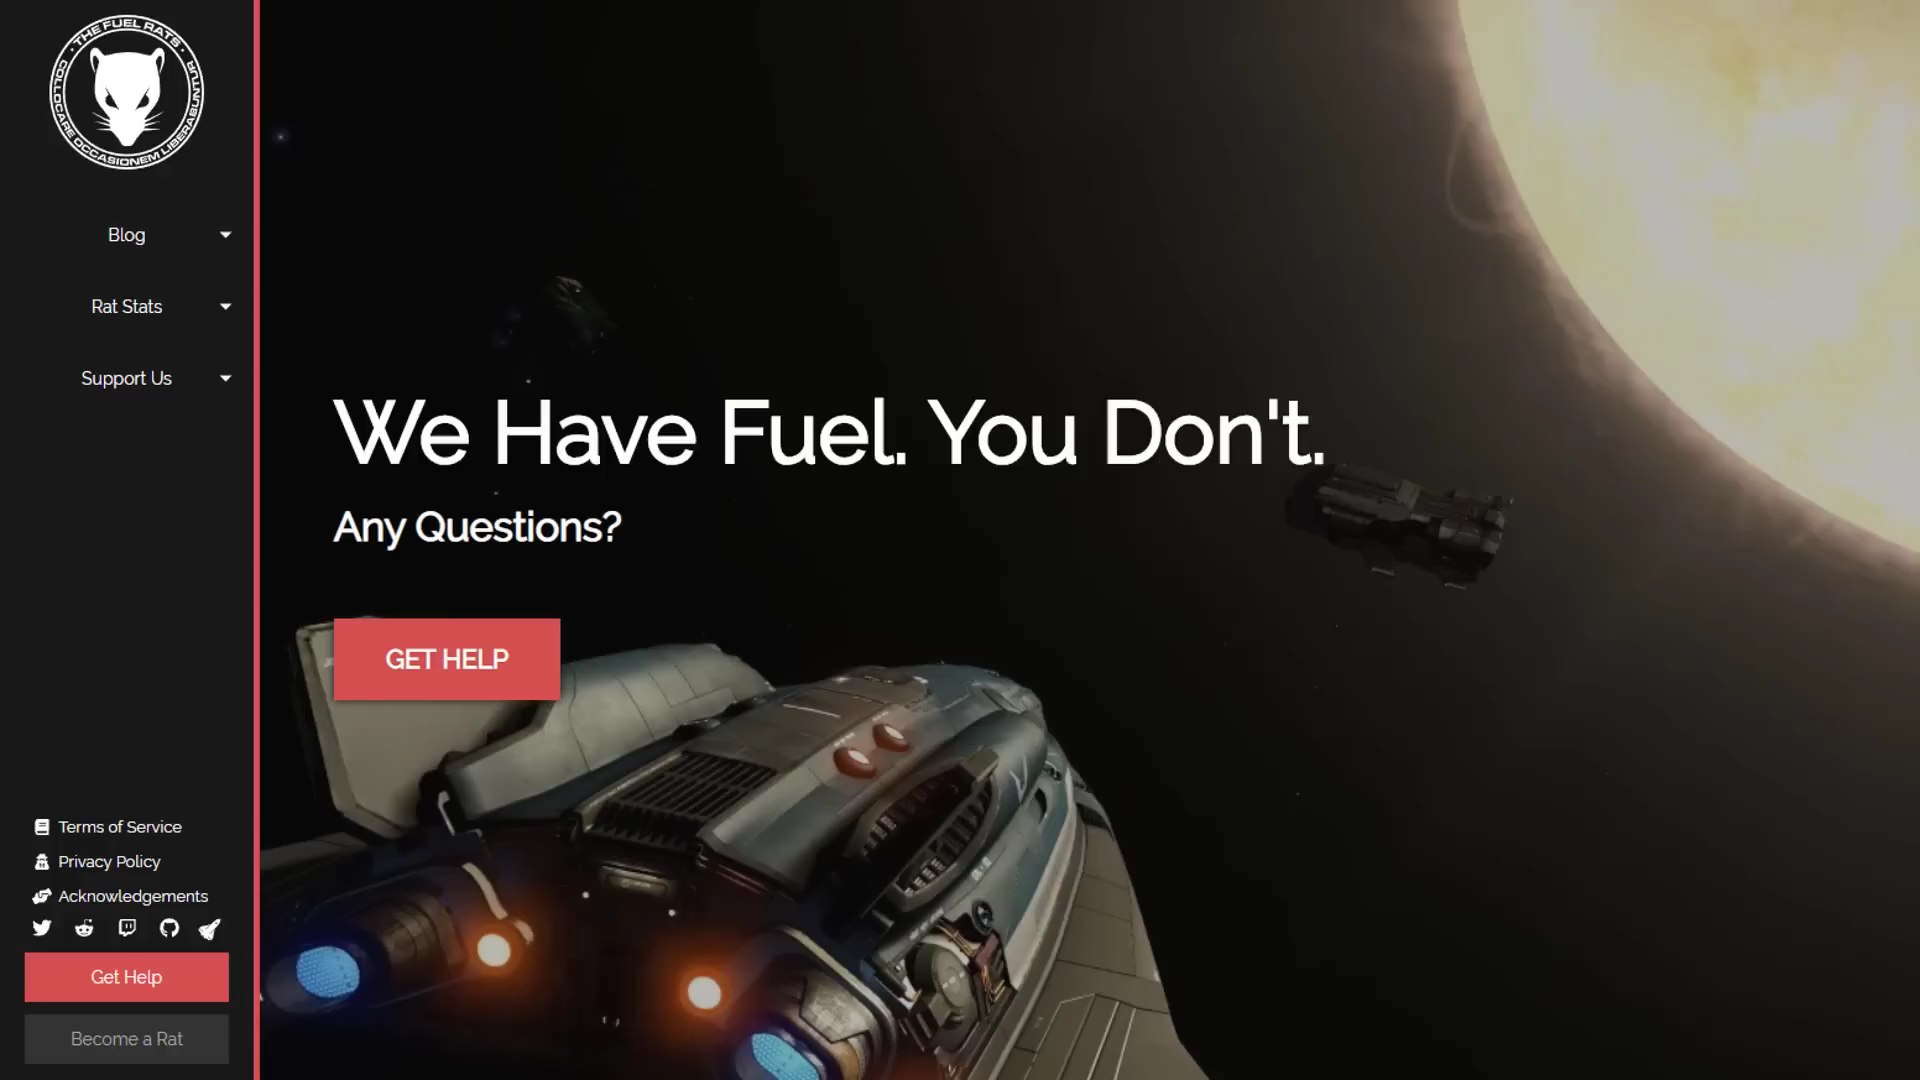 THE FUEL RATS
COLLOCARE OCCASIONEM LIBERABUNTUR
Blog
Rat Stats
Support Us
We Have Fuel. You Don't.
Any Questions?
GET HELP
Terms of Service
Privacy Policy
Acknowledgements
Get Help
Become a Rat